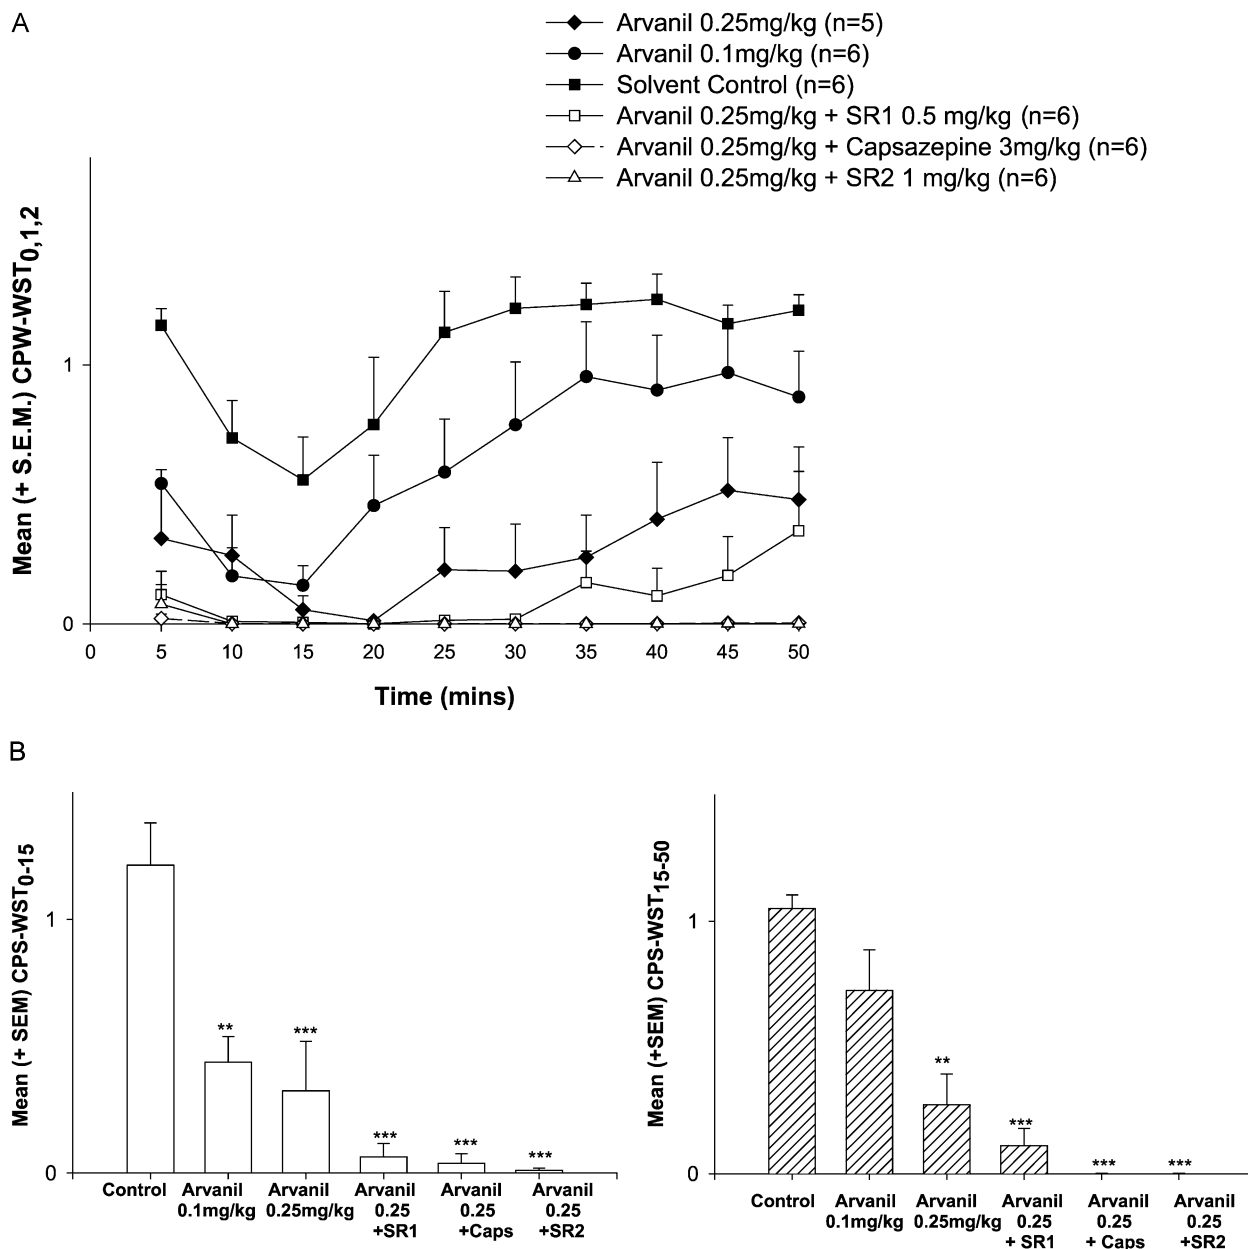 A
Arvanil 0.25mg/kg (n=5)
Arvanil 0.1mg/kg (n=6)
Solvent Control (n=6)
Arvanil 0.25mg/kg + SR1 0.5 mg/kg (n=6)
Arvanil 0.25mg/kg + Capsazepine 3mg/kg (n=6)
Arvanil 0.25mg/kg + SR2 1 mg/kg (n=6)
Mean (+ S.E.M.) CPW-WST0,1,2
1
0
0 5 10 15 20 25 30 35 40 45 50
Time (mins)
B
Mean (+ SEM) CPS-WST0-15
1
0
** *** *** *** ***
Control Arvanil Arvanil Arvanil Arvanil Arvanil
0.1mg/kg 0.25mg/kg 0.25 0.25 0.25
+SR1 +Caps +SR2
Mean (+SEM) CPS-WST15-50
1
0
** *** *** ***
Control Arvanil Arvanil Arvanil Arvanil Arvanil
0.1mg/kg 0.25mg/kg 0.25 0.25 0.25
+ SR1 + Caps +SR2